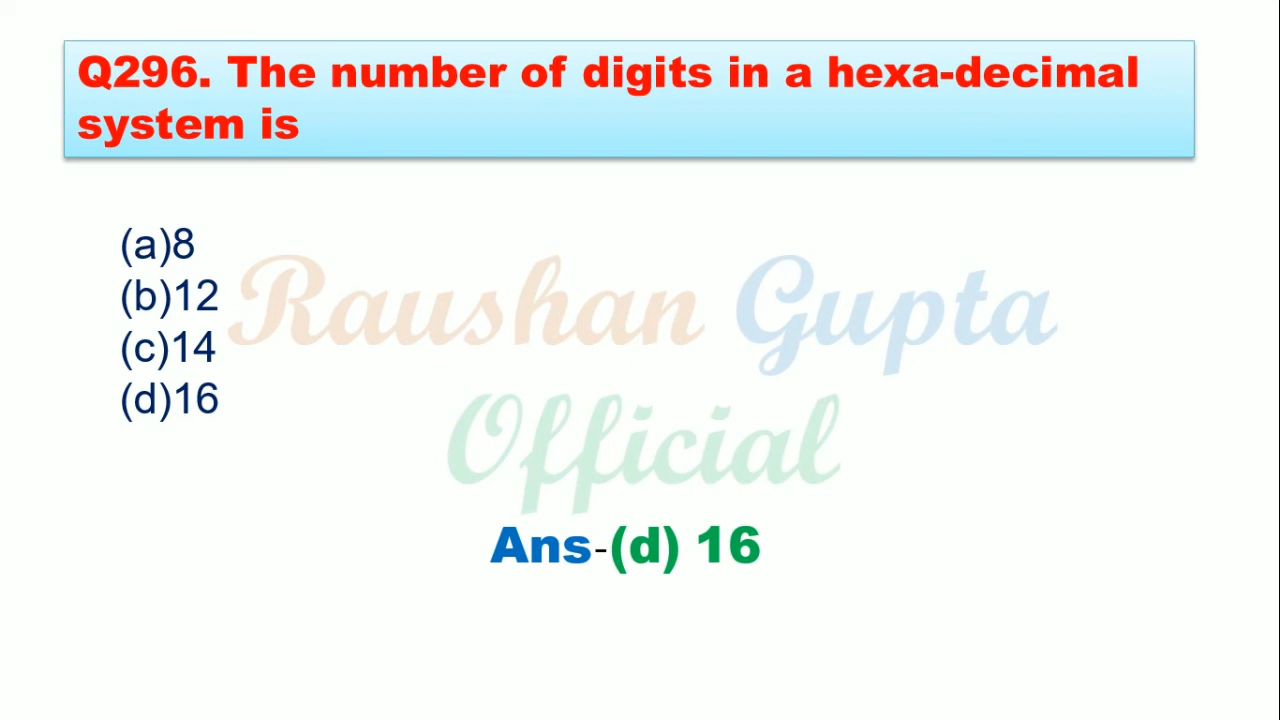 Q296. The number of digits in a hexa-decimal
system is
(a)8
(b)12
(c)14
(d)16
Raushan Gupta
Official
Ans-(d) 16